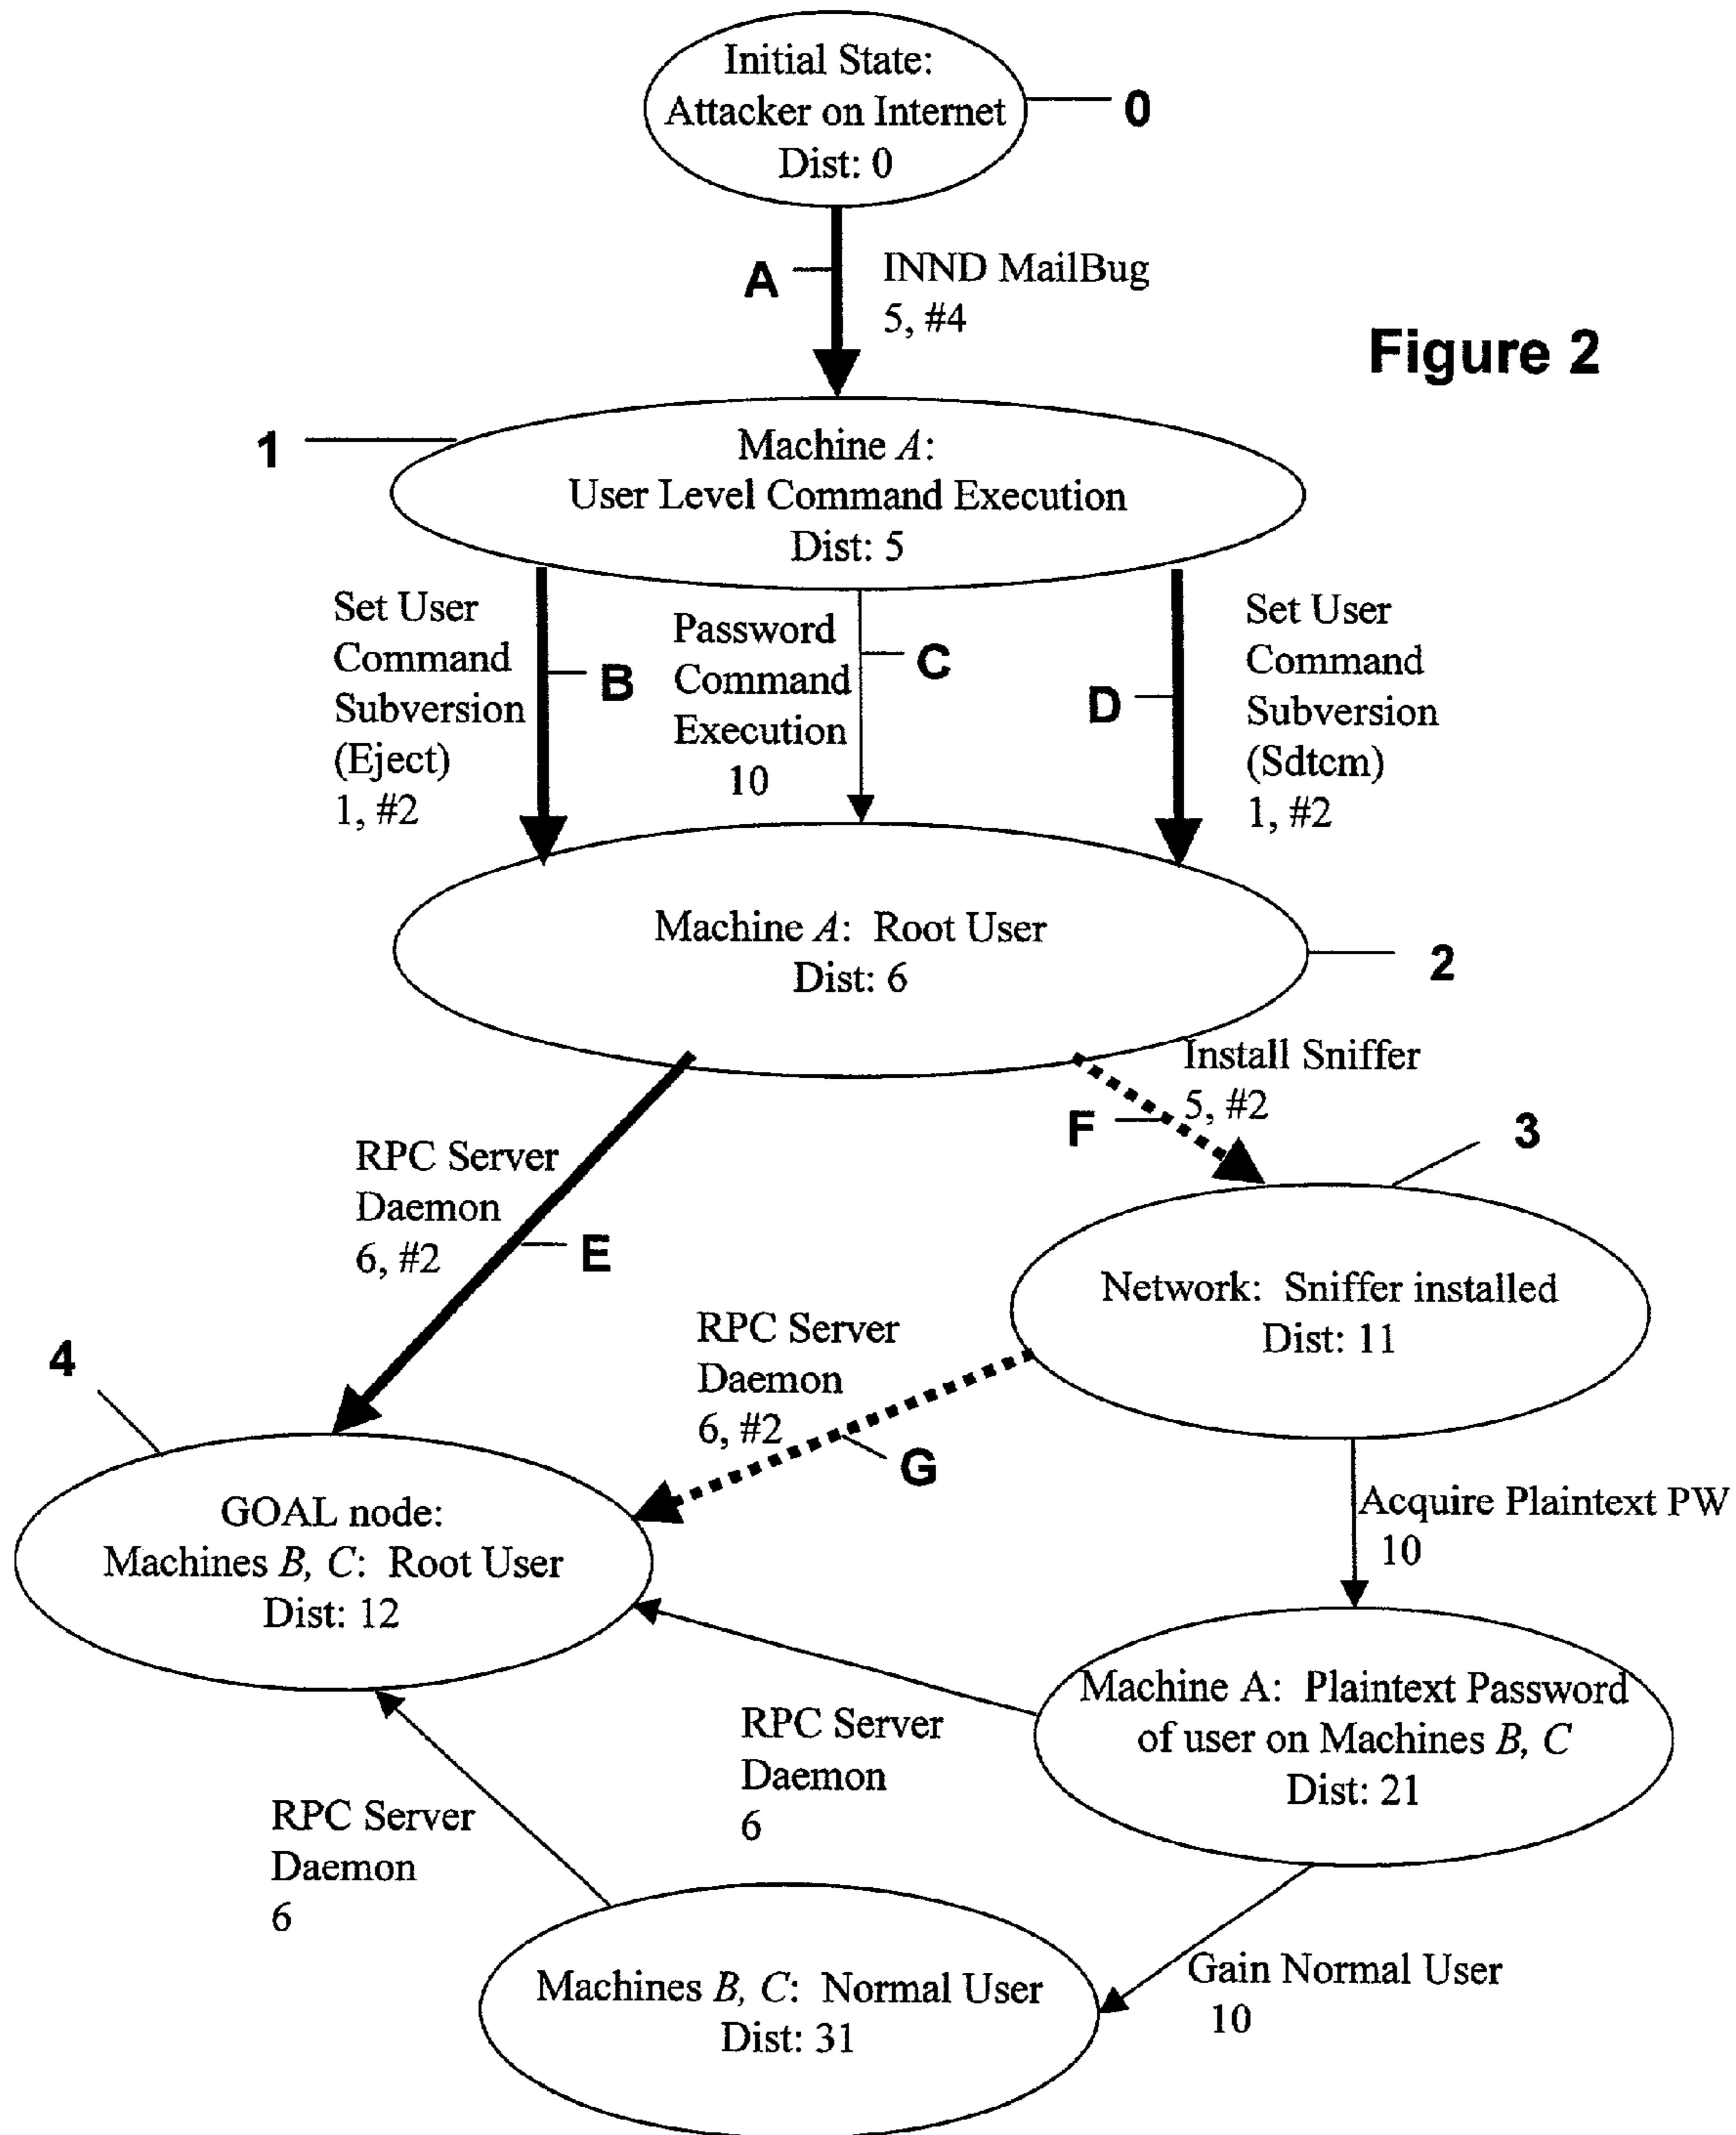 Initial State:
Attacker on Internet
Dist: 0
0
A
INND MailBug
5, #4
Figure 2
1
Machine A:
User Level Command Execution
Dist: 5
Set User
Command
Subversion
(Eject)
1, #2
B
Password
Command
Execution
10
C
D
Set User
Command
Subversion
(Sdtcm)
1, #2
Machine A: Root User
Dist: 6
2
Install Sniffer
5, #2
F
3
RPC Server
Daemon
6, #2
E
Network: Sniffer installed
Dist: 11
RPC Server
Daemon
6, #2
G
4
GOAL node:
Machines B, C: Root User
Dist: 12
Acquire Plaintext PW
10
Machine A: Plaintext Password
of user on Machines B, C
Dist: 21
RPC Server
Daemon
6
RPC Server
Daemon
6
Gain Normal User
10
Machines B, C: Normal User
Dist: 31